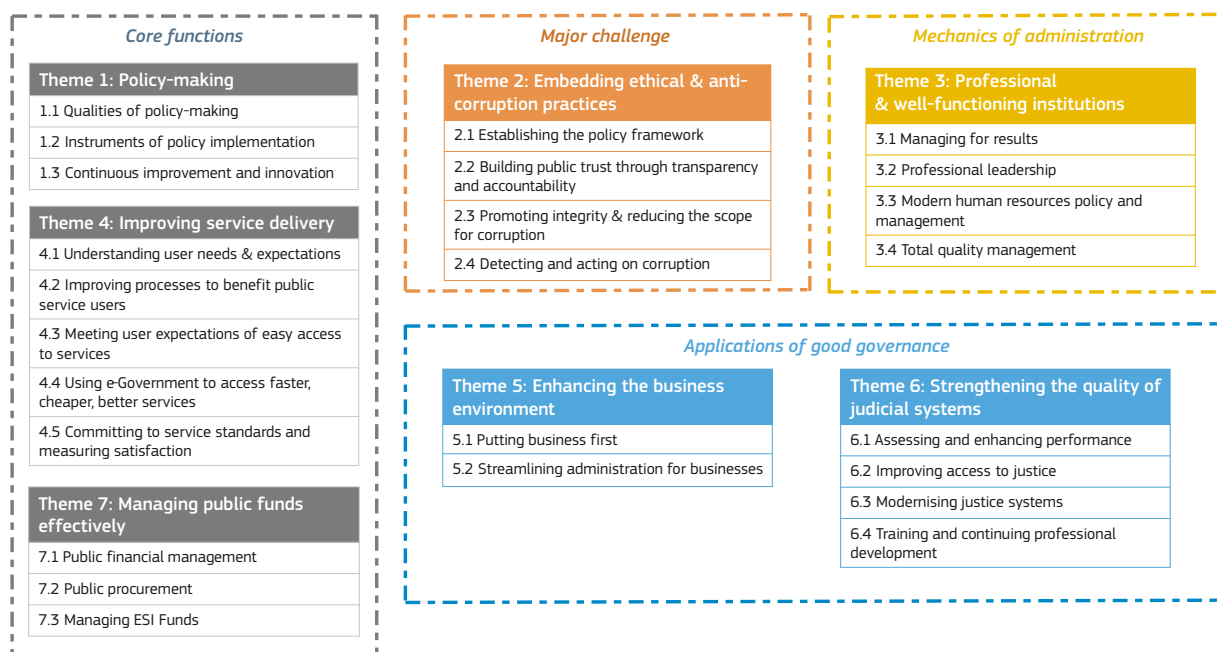 Core functions
Theme 1: Policy-making
1.1 Qualities of policy-making
1.2 Instruments of policy implementation
1.3 Continuous improvement and innovation
Theme 4: Improving service delivery
4.1 Understanding user needs & expectations
4.2 Improving processes to benefit public
service users
4.3 Meeting user expectations of easy access
to services
4.4 Using e-Government to access faster,
cheaper, better services
4.5 Committing to service standards and
measuring satisfaction
Theme 7: Managing public funds
effectively
7.1 Public financial management
7.2 Public procurement
7.3 Managing ESI Funds
Major challenge
Theme 2: Embedding ethical & anti-
corruption practices
2.1 Establishing the policy framework
2.2 Building public trust through transparency
and accountability
2.3 Promoting integrity & reducing the scope
for corruption
2.4 Detecting and acting on corruption
Mechanics of administration
Theme 3: Professional
& well-functioning institutions
3.1 Managing for results
3.2 Professional leadership
3.3 Modern human resources policy and
management
3.4 Total quality management
Applications of good governance
Theme 5: Enhancing the business
environment
5.1 Putting business first
5.2 Streamlining administration for businesses
Theme 6: Strengthening the quality of
judicial systems
6.1 Assessing and enhancing performance
6.2 Improving access to justice
6.3 Modernising justice systems
6.4 Training and continuing professional
development